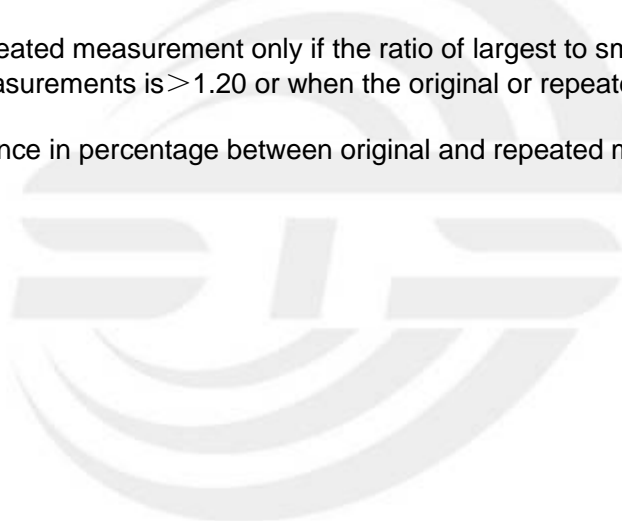 eated measurement only if the ratio of largest to sm
asurements is＞1.20 or when the original or repeate
nce in percentage between original and repeated m
STS